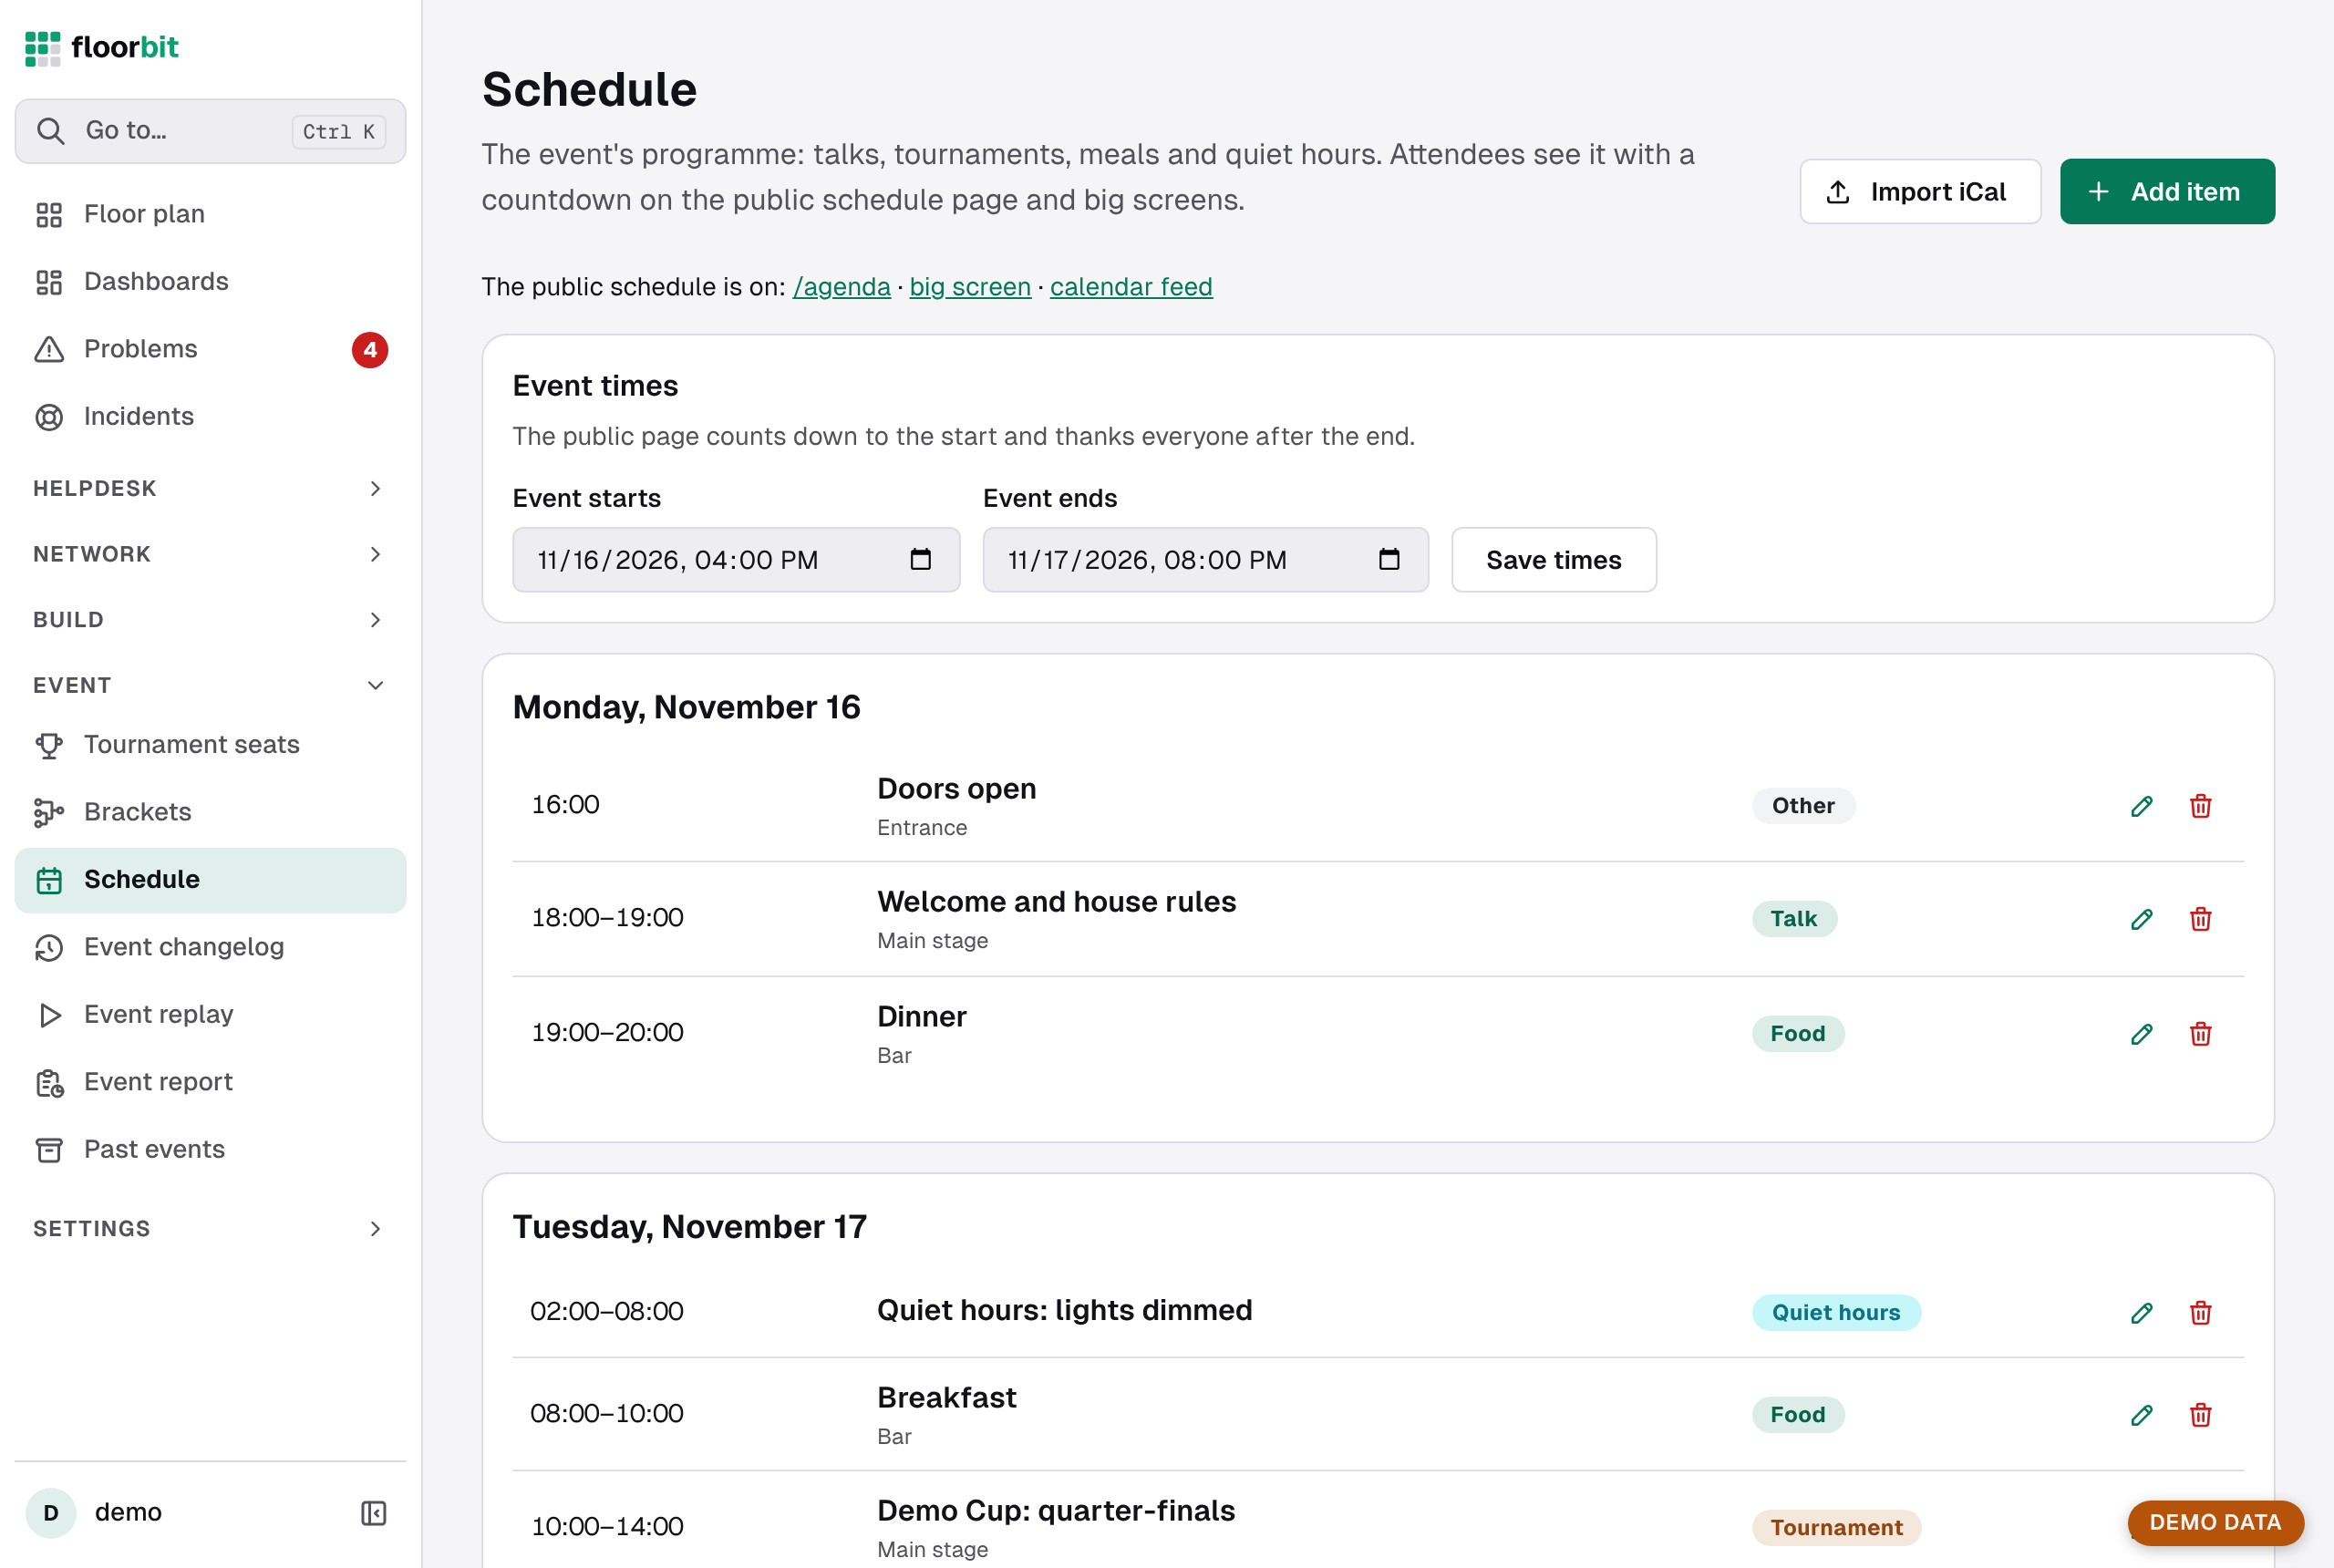 floorbit
Go to...
Ctrl K
Floor plan
Dashboards
Problems
4
Incidents
HELPDESK
NETWORK
BUILD
EVENT
Tournament seats
Brackets
Schedule
Event changelog
Event replay
Event report
Past events
SETTINGS
D
demo
Schedule
The event's programme: talks, tournaments, meals and quiet hours. Attendees see it with a
countdown on the public schedule page and big screens.
Import iCal
+ Add item
The public schedule is on: /agenda · big screen · calendar feed
Event times
The public page counts down to the start and thanks everyone after the end.
Event starts
Event ends
11/16/2026, 04:00 PM
11/17/2026, 08:00 PM
Save times
Monday, November 16
16:00
Doors open
Entrance
Other
18:00–19:00
Welcome and house rules
Main stage
Talk
19:00–20:00
Dinner
Bar
Food
Tuesday, November 17
02:00–08:00
Quiet hours: lights dimmed
Quiet hours
08:00–10:00
Breakfast
Bar
Food
10:00–14:00
Demo Cup: quarter-finals
Main stage
Tournament
DEMO DATA